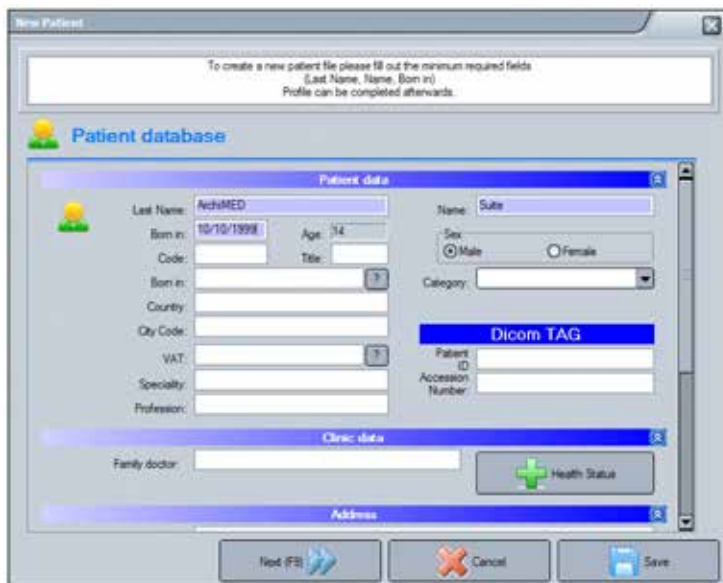 New Patient
To create a new patient file please fill out the minimum required fields
(Last Name, Name, Born in)
Profile can be completed afterwards.
Patient database
Patient data
Last Name: ArchiMED Name: Suite
Born in: 10/10/1999 Age: 14 Sex
Male Female
Code: Title:
Born in: ? Category:
Country:
City Code: Dicom TAG
VAT: ? Patient ID
Speciality: Accession Number:
Profession:
Clinic data
Family doctor: Health Status
Address
Next (F9) Cancel Save